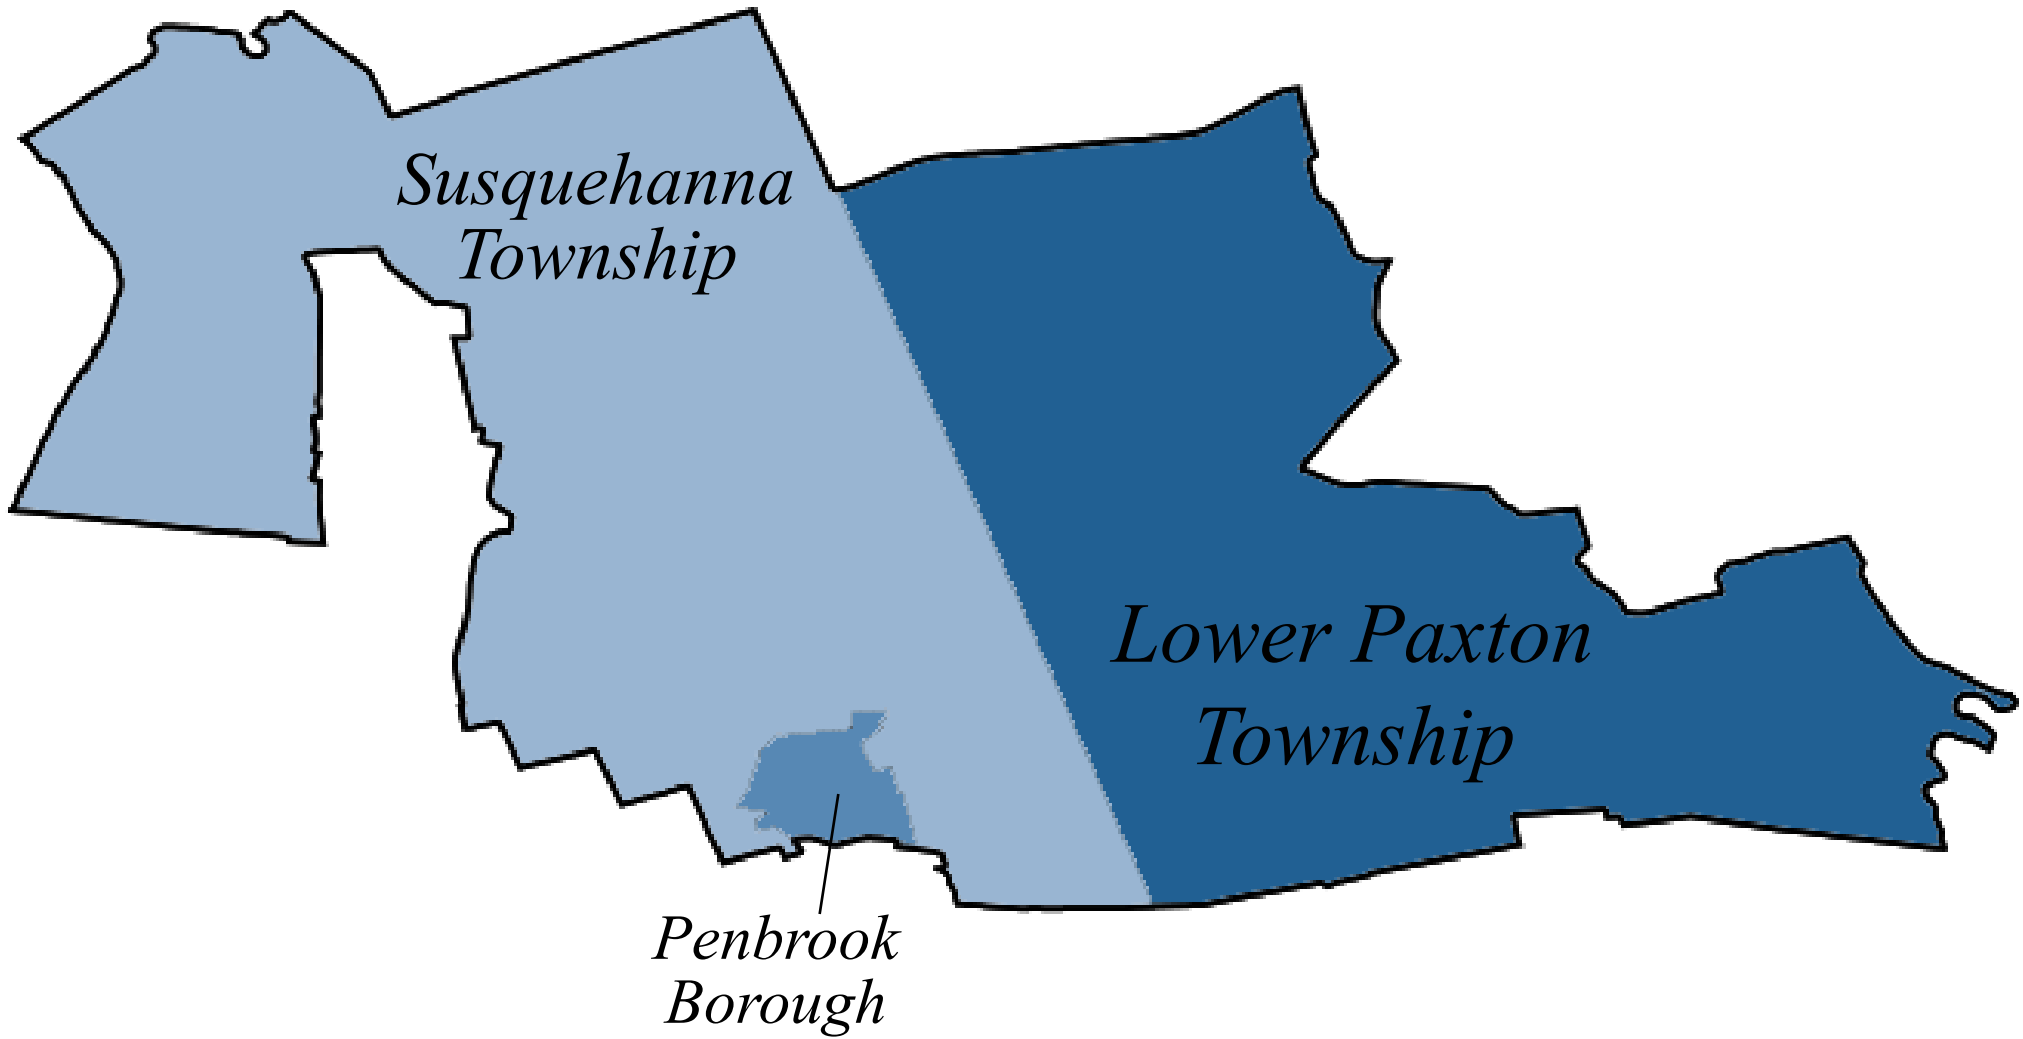 Susquehanna
Township
Lower Paxton
Township
Penbrook
Borough